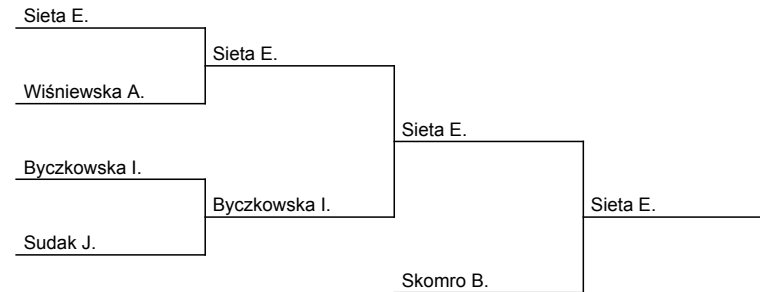 Sieta E.
Sieta E.
Wiśniewska A.
Sieta E.
Byczkowska I.
Byczkowska I.
Sieta E.
Sudak J.
Skomro B.